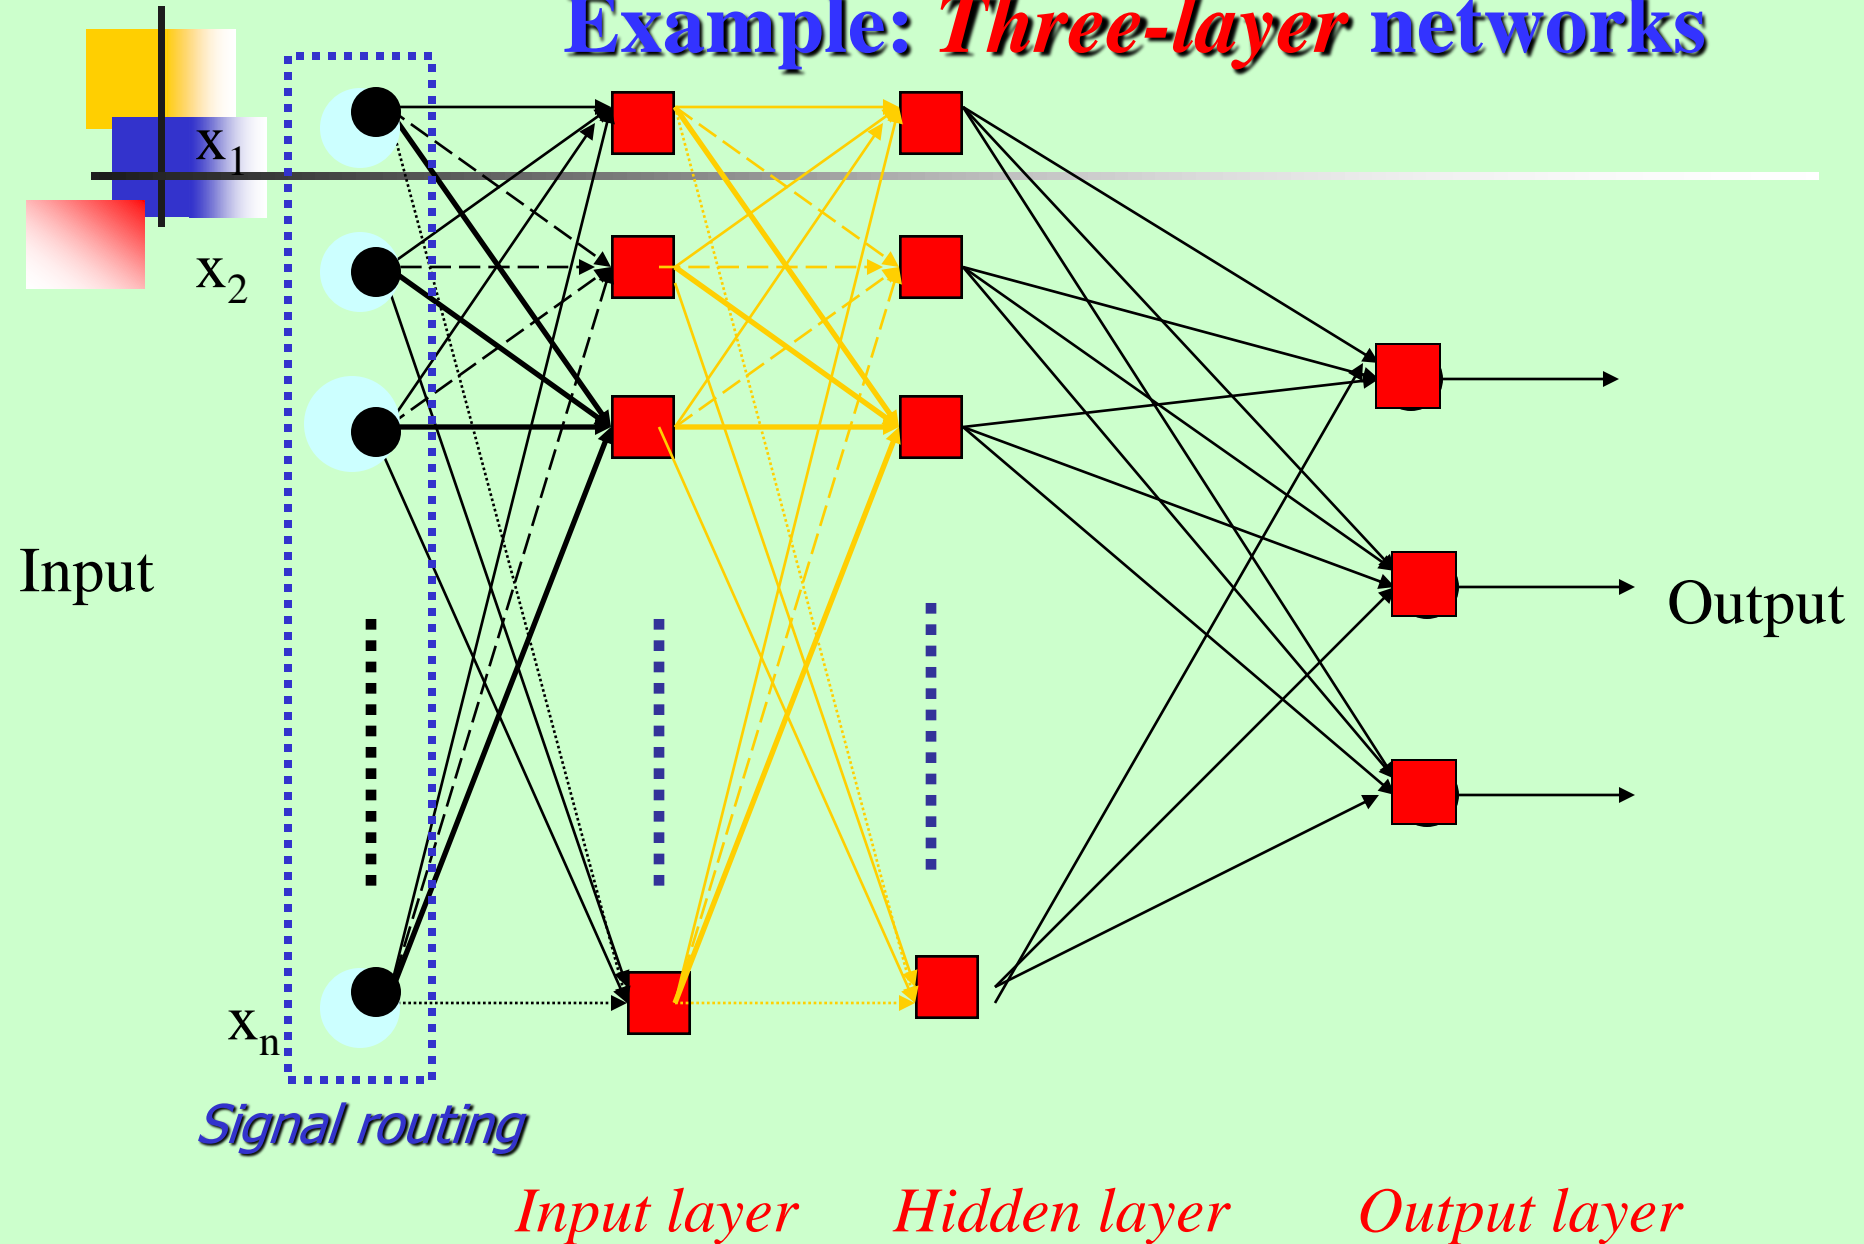 Example: Three-layer networks
x1
x2
Input
Output
xn
Signal routing
Input layer
Hidden layer
Output layer